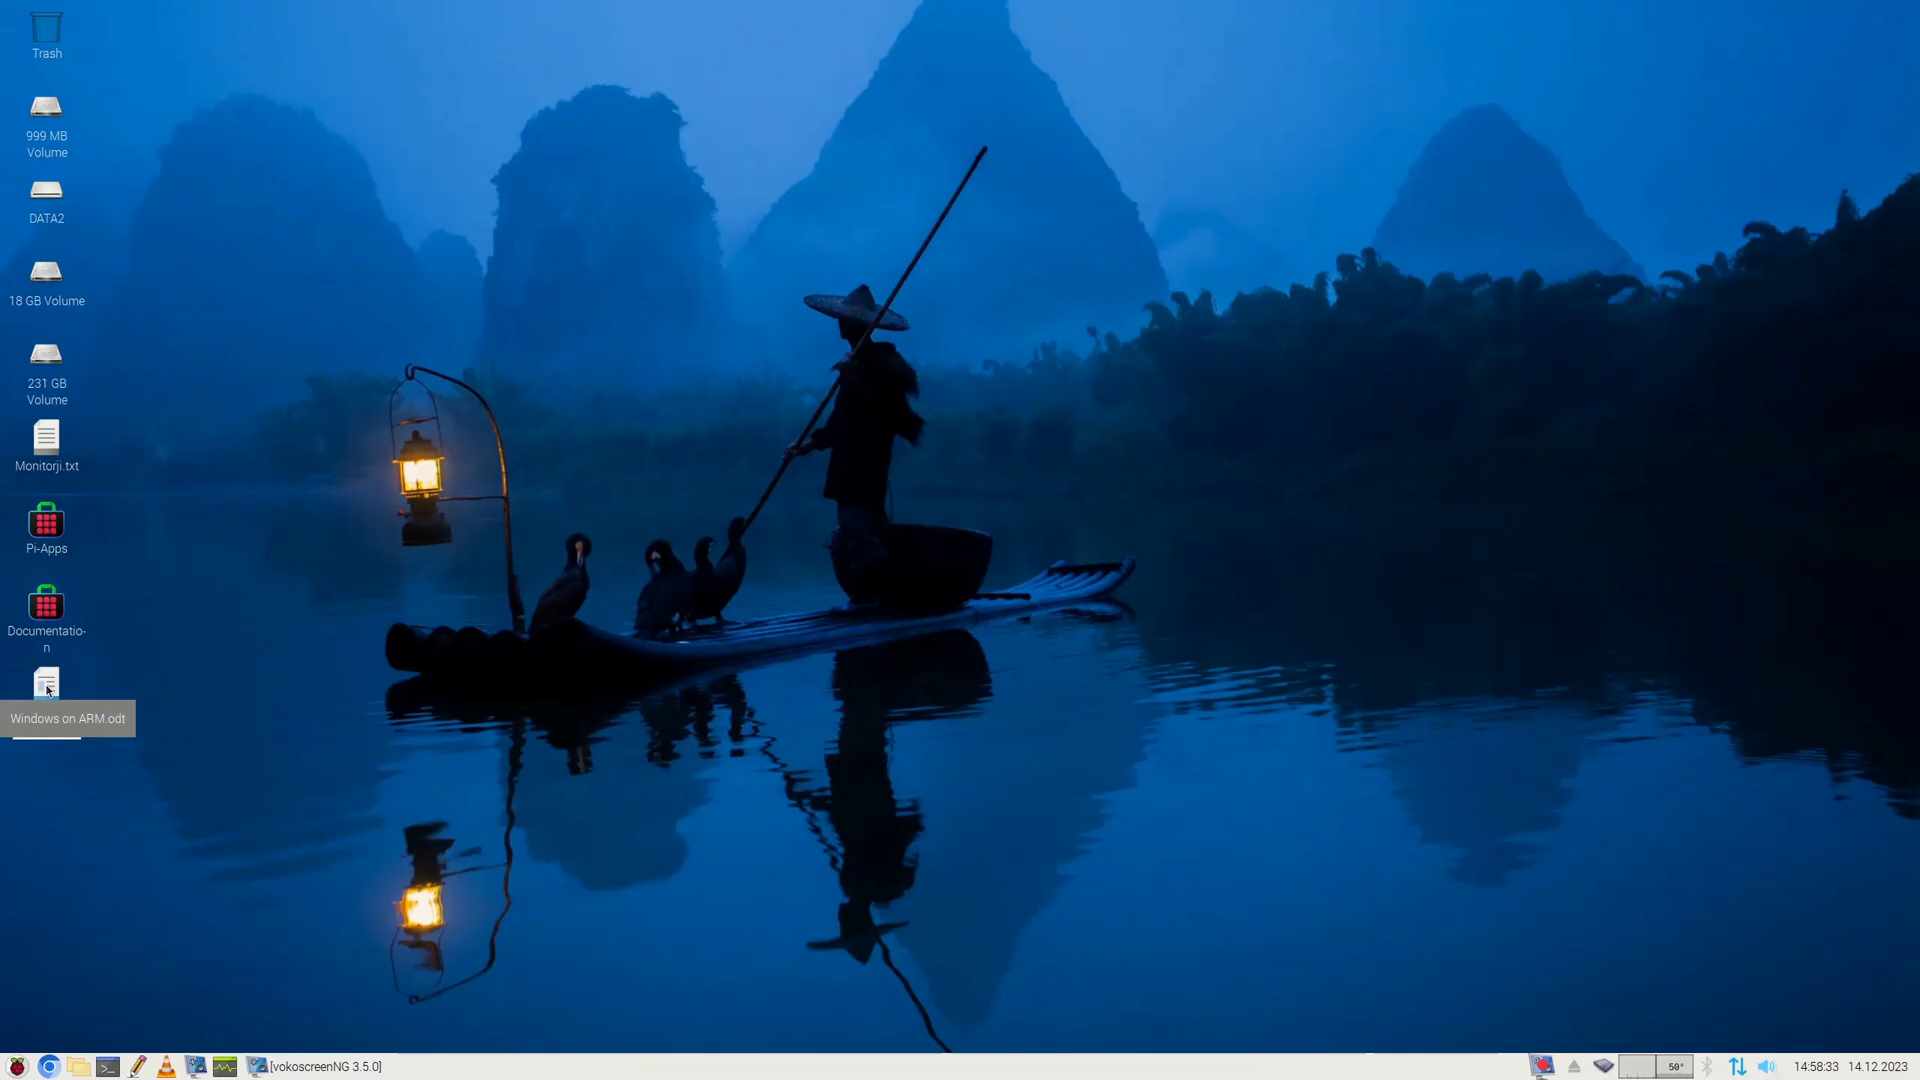 Trash
999 MB
Volume
DATA2
18 GB Volume
231 GB
Volume
Monitorji.txt
Pi-Apps
Documentatio-
n
Windows on ARM.odt
[vokoscreenNG 3.5.0]
50°
14:58:33
14.12.2023